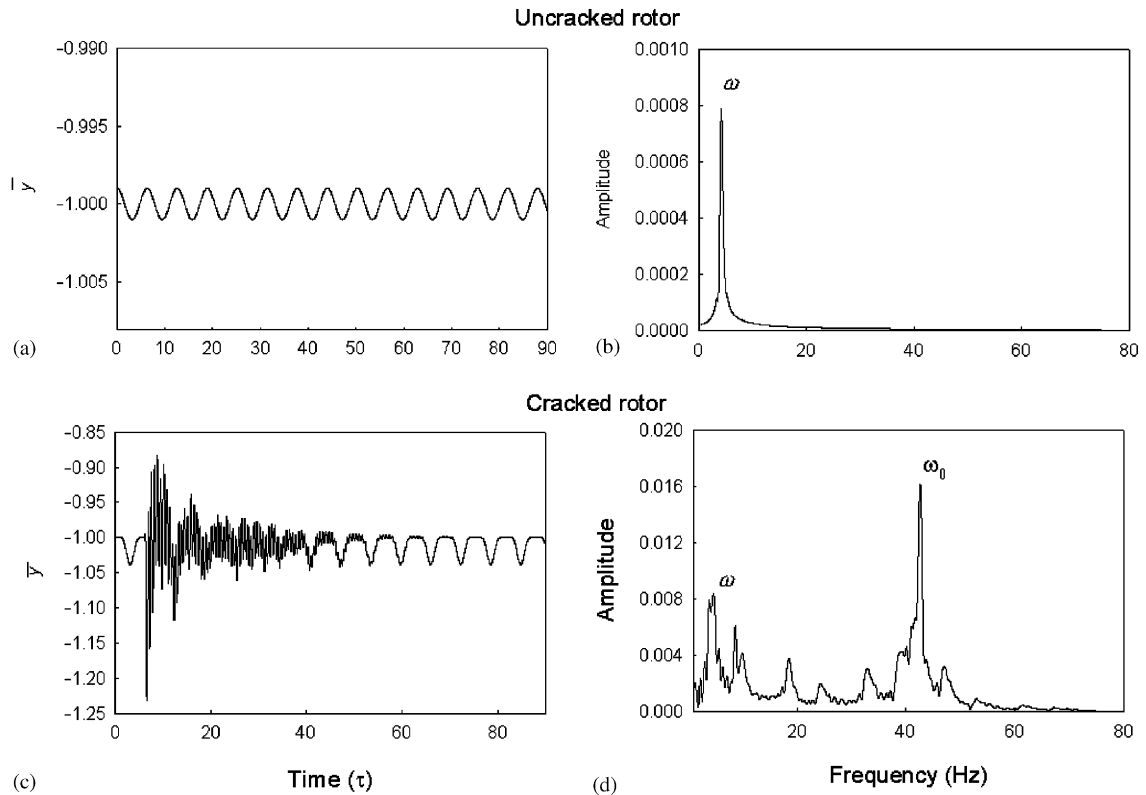 Uncracked rotor
−0.990
−0.995
−1.000
−1.005
y
0 10 20 30 40 50 60 70 80 90
(a)
0.0010
0.0008
0.0006
0.0004
0.0002
0.0000
Amplitude
ω
0 20 40 60 80
(b)
Cracked rotor
−0.85
−0.90
−0.95
−1.00
−1.05
−1.10
−1.15
−1.20
−1.25
y
0 20 40 60 80
Time (τ)
(c)
0.020
0.016
0.012
0.008
0.004
0.000
Amplitude
ω
ω₀
20 40 60 80
Frequency (Hz)
(d)